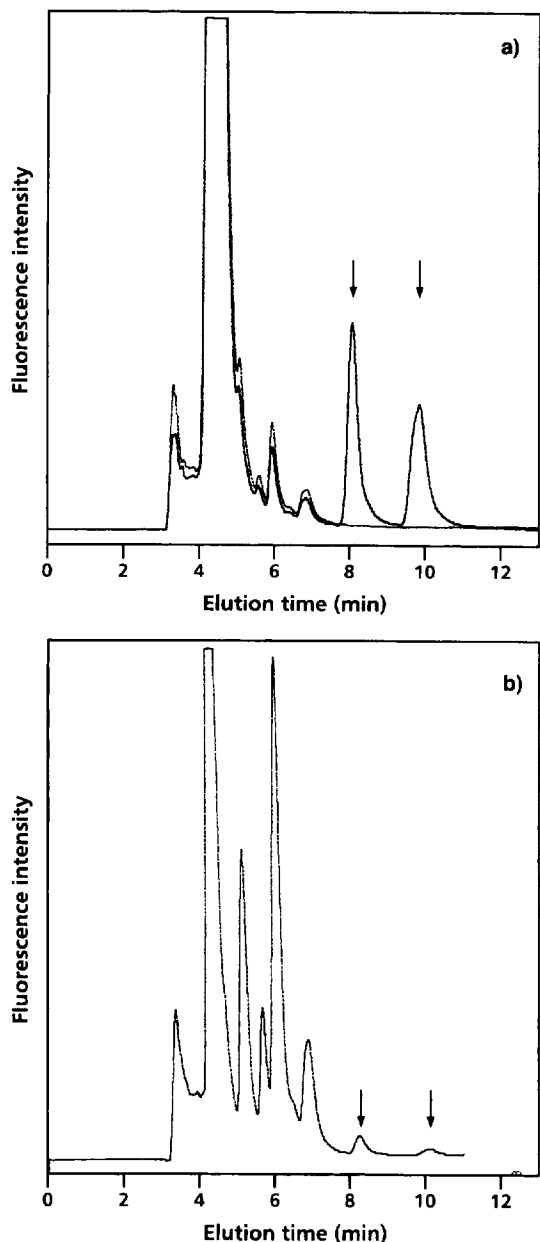 a)
Fluorescence intensity
0 2 4 6 8 10 12
Elution time (min)
b)
Fluorescence intensity
0 2 4 6 8 10 12
Elution time (min)